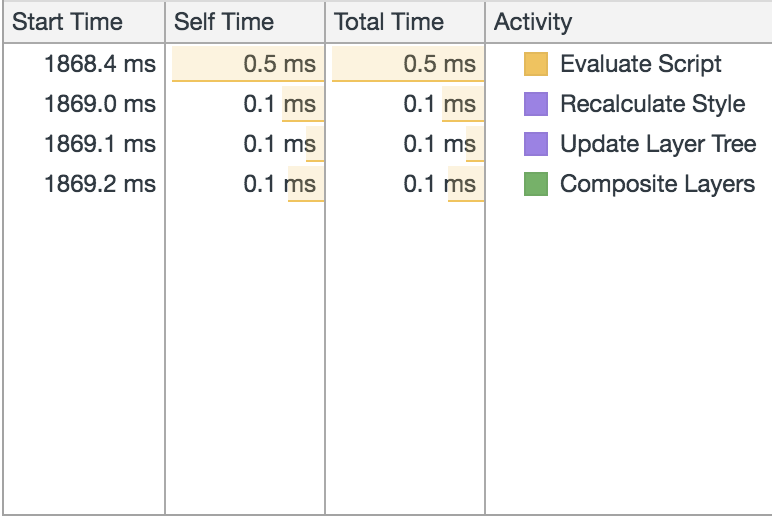 Start Time Self Time Total Time Activity
1868.4 ms 0.5 ms 0.5 ms Evaluate Script
1869.0 ms 0.1 ms 0.1 ms Recalculate Style
1869.1 ms 0.1 ms 0.1 ms Update Layer Tree
1869.2 ms 0.1 ms 0.1 ms Composite Layers